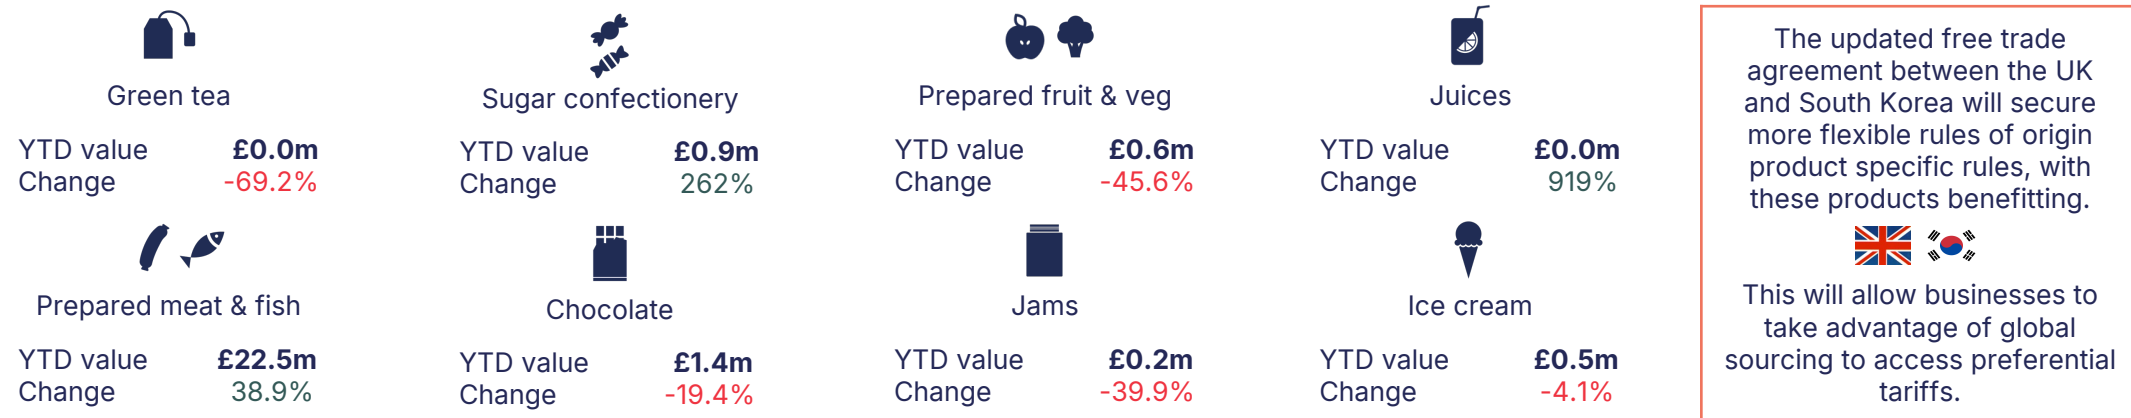 Green tea
YTD value £0.0m
Change -69.2%
Sugar confectionery
YTD value £0.9m
Change 262%
Prepared fruit & veg
YTD value £0.6m
Change -45.6%
Juices
YTD value £0.0m
Change 919%
Prepared meat & fish
YTD value £22.5m
Change 38.9%
Chocolate
YTD value £1.4m
Change -19.4%
Jams
YTD value £0.2m
Change -39.9%
Ice cream
YTD value £0.5m
Change -4.1%
The updated free trade
agreement between the UK
and South Korea will secure
more flexible rules of origin
product specific rules, with
these products benefitting.
This will allow businesses to
take advantage of global
sourcing to access preferential
tariffs.